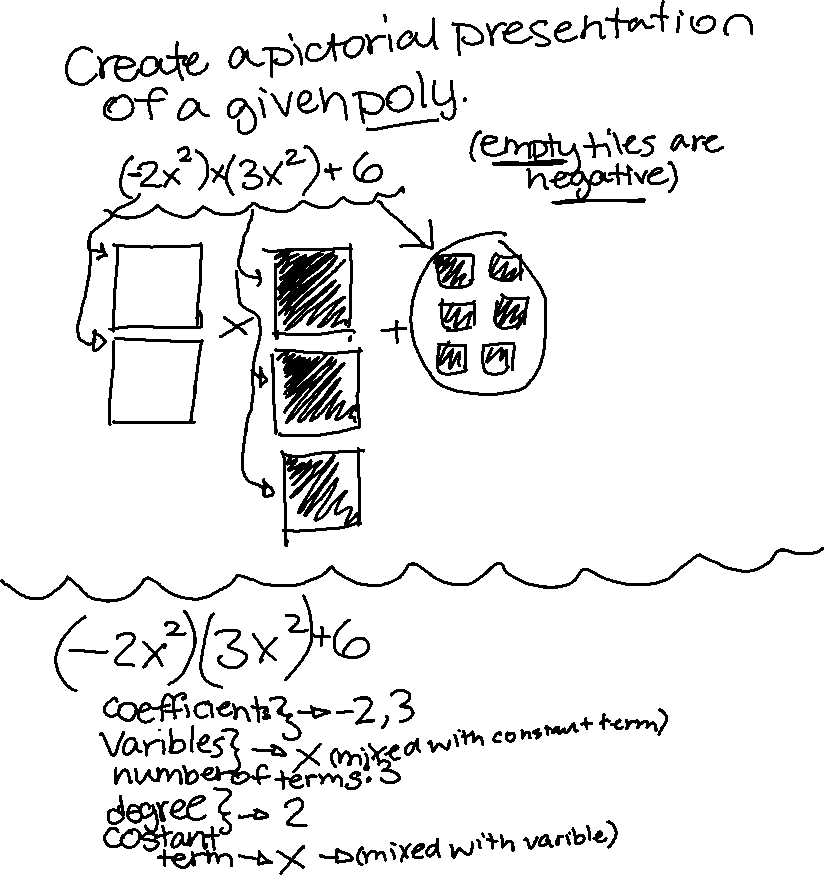 Create a pictorial presentation
of a given poly.
(empty tiles are
negative)
(-2x²)x(3x²)+6
x
+
(-2x²)(3x²)+6
coefficients} → -2,3
Varibles} → x (mixed with constant term)
number of terms: 3
degree} → 2
costant
term → x → (mixed with varible)